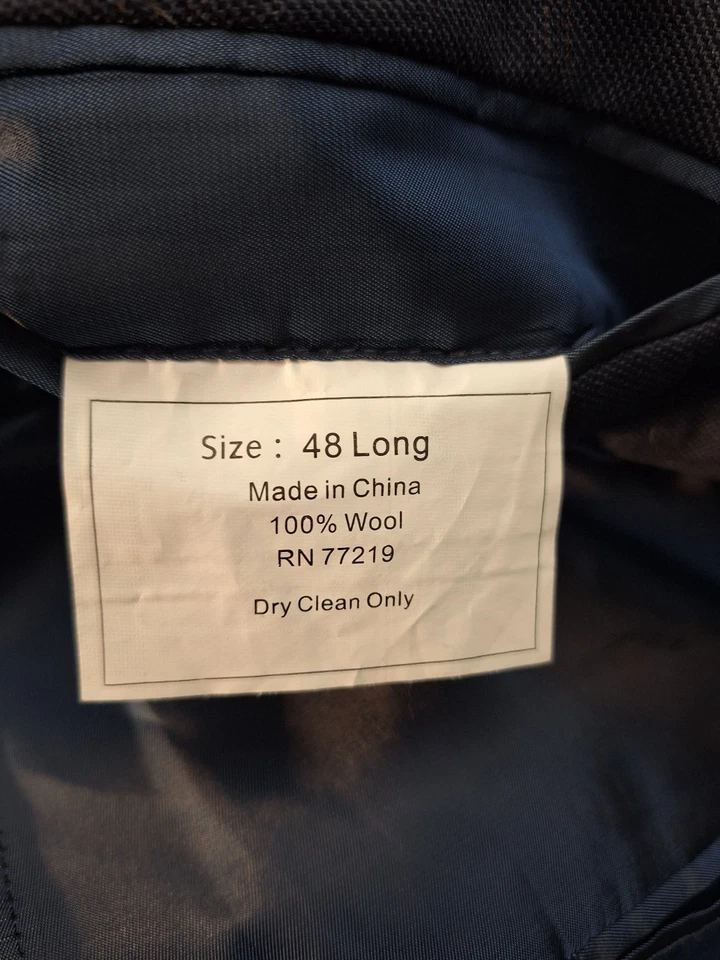 Size : 48 Long
Made in China
100% Wool
RN 77219
Dry Clean Only